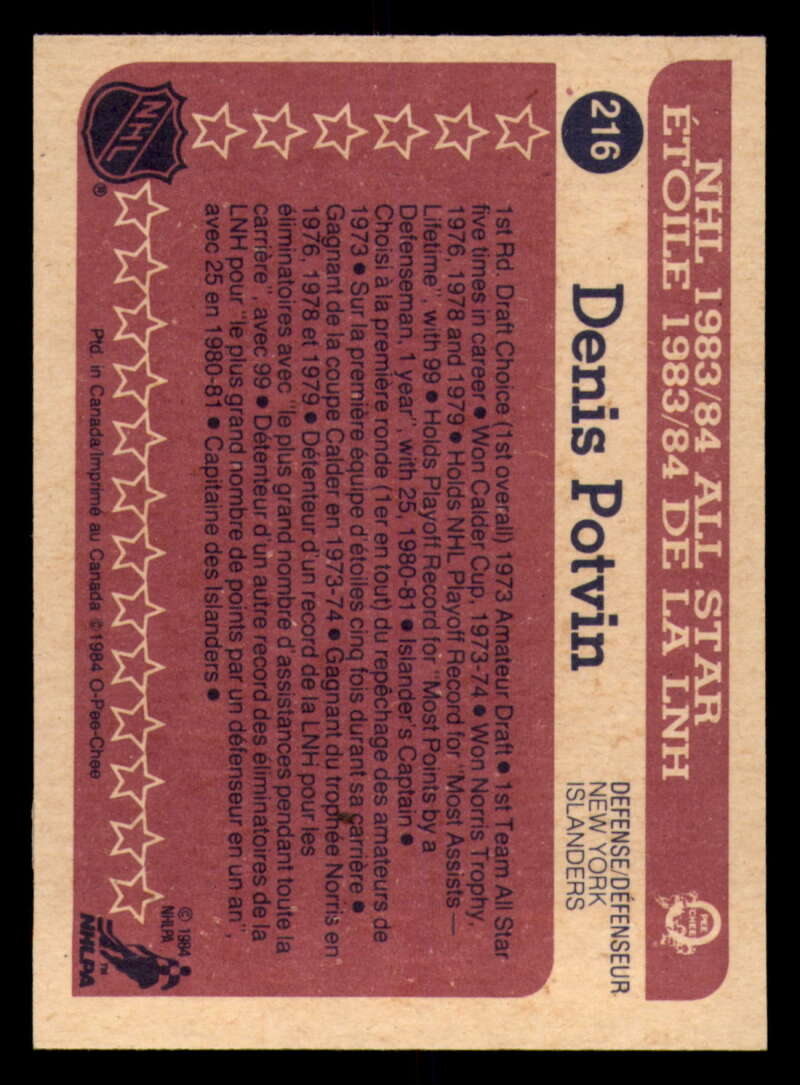 NHL 1983/84 ALL STAR
ÉTOILE 1983/84 DE LA LNH
O
PEE
CHEE
216
Denis Potvin
DEFENSE/DÉFENSEUR
NEW YORK
ISLANDERS
1st Rd. Draft Choice (1st overall) 1973 Amateur Draft ● 1st Team All Star
five times in career ● Won Calder Cup, 1973-74 ● Won Norris Trophy,
1976, 1978 and 1979 ● Holds NHL Playoff Record for "Most Assists —
Lifetime", with 99 ● Holds Playoff Record for "Most Points by a
Defenseman, 1 year", with 25, 1980-81 ● Islander's Captain ●
Choisi à la première ronde (1er en tout) du repêchage des amateurs de
1973 ● Sur la première équipe d'étoiles cinq fois durant sa carrière ●
Gagnant de la coupe Calder en 1973-74 ● Gagnant du trophée Norris en
1976, 1978 et 1979 ● Détenteur d'un record de la LNH pour les
éliminatoires avec "le plus grand nombre d'assistances pendant toute la
carrière", avec 99 ● Détenteur d'un autre record des éliminatoires de la
LNH pour "le plus grand nombre de points par un défenseur en un an",
avec 25 en 1980-81 ● Capitaine des Islanders ●
NHL
®
Ptd. in Canada/Imprimé au Canada ©1984 O-Pee-Chee
© 1984
NHLPA
NHLPA™